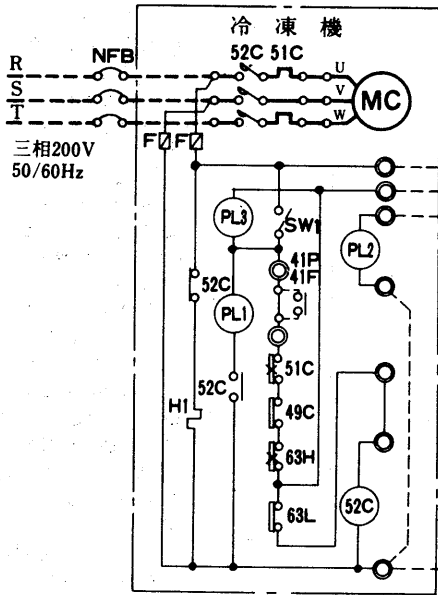 冷凍機
NFB 52C 51C
R
S
T
U
V
W
MC
三相200V
50/60Hz
F F
PL3
SW1
41P
41F
PL2
52C
PL1
51C
52C
49C
H1
63H
52C
63L